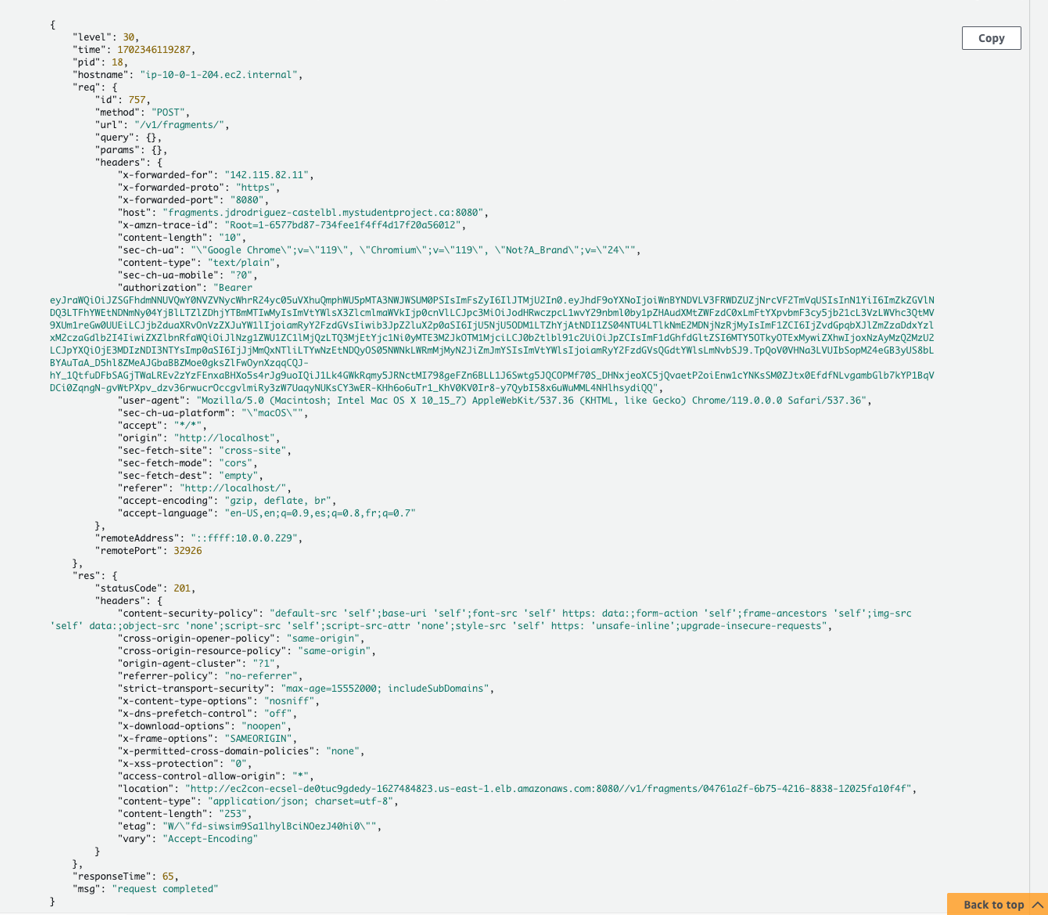 Copy
{
"level": 30,
"time": 1702346119287,
"pid": 18,
"hostname": "ip-10-0-1-204.ec2.internal",
"req": {
"id": 757,
"method": "POST",
"url": "/v1/fragments/",
"query": {},
"params": {},
"headers": {
"x-forwarded-for": "142.115.82.11",
"x-forwarded-proto": "https",
"x-forwarded-port": "8080",
"host": "fragments.jdrodriguez-castelbl.mystudentproject.ca:8080",
"x-amzn-trace-id": "Root=1-6577bd87-734fee1f4ff4d17f20a56012",
"content-length": "10",
"sec-ch-ua": "\"Google Chrome\";v=\"119\", \"Chromium\";v=\"119\", \"Not?A_Brand\";v=\"24\"",
"content-type": "text/plain",
"sec-ch-ua-mobile": "?0",
"authorization": "Bearer
"user-agent": "Mozilla/5.0 (Macintosh; Intel Mac OS X 10_15_7) AppleWebKit/537.36 (KHTML, like Gecko) Chrome/119.0.0.0 Safari/537.36",
"sec-ch-ua-platform": "\"macOS\"",
"accept": "*/*",
"origin": "http://localhost",
"sec-fetch-site": "cross-site",
"sec-fetch-mode": "cors",
"sec-fetch-dest": "empty",
"referer": "http://localhost/",
"accept-encoding": "gzip, deflate, br",
"accept-language": "en-US,en;q=0.9,es;q=0.8,fr;q=0.7"
},
"remoteAddress": "::ffff:10.0.0.229",
"remotePort": 32926
},
"res": {
"statusCode": 201,
"headers": {
"content-security-policy": "default-src 'self';base-uri 'self';font-src 'self' https: data:;form-action 'self';frame-ancestors 'self';img-src
'self' data:;object-src 'none';script-src 'self';script-src-attr 'none';style-src 'self' https: 'unsafe-inline';upgrade-insecure-requests",
"cross-origin-opener-policy": "same-origin",
"cross-origin-resource-policy": "same-origin",
"origin-agent-cluster": "?1",
"referrer-policy": "no-referrer",
"strict-transport-security": "max-age=15552000; includeSubDomains",
"x-content-type-options": "nosniff",
"x-dns-prefetch-control": "off",
"x-download-options": "noopen",
"x-frame-options": "SAMEORIGIN",
"x-permitted-cross-domain-policies": "none",
"x-xss-protection": "0",
"access-control-allow-origin": "*",
"location": "http://ec2con-ecsel-de0tuc9gdedy-1627484823.us-east-1.elb.amazonaws.com:8080//v1/fragments/04761a2f-6b75-4216-8838-12025fa10f4f",
"content-type": "application/json; charset=utf-8",
"content-length": "253",
"etag": "W/\"fd-siwsim9Sa1lhylBciNOezJ40hi0\"",
"vary": "Accept-Encoding"
}
},
"responseTime": 65,
"msg": "request completed"
}
Back to top